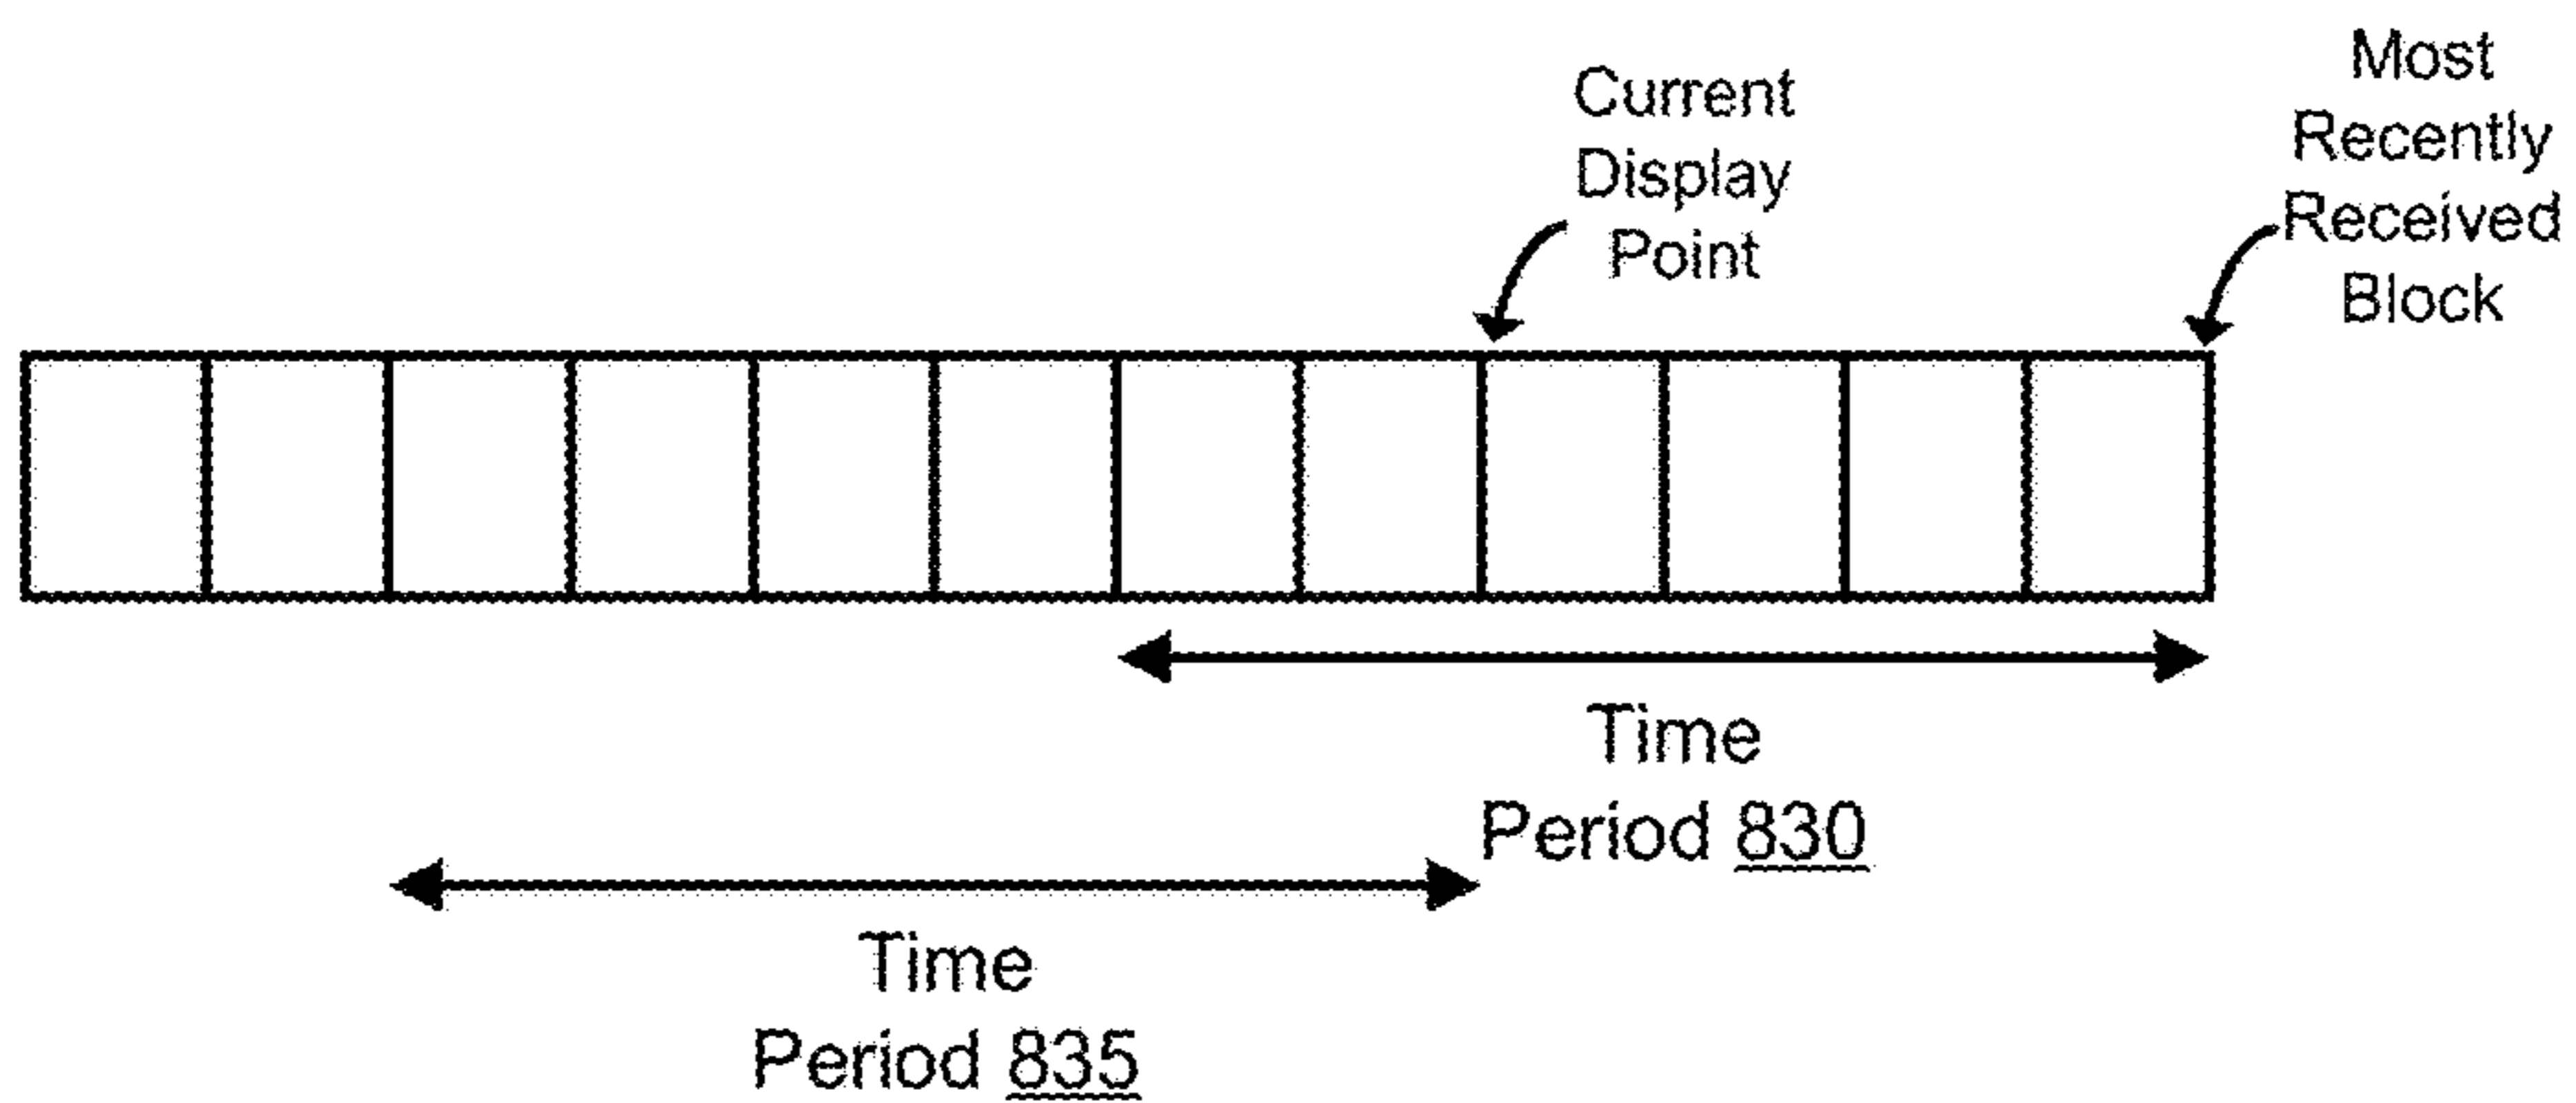 Current
Display
Point
Most
Recently
Received
Block
Time
Period 830
Time
Period 835